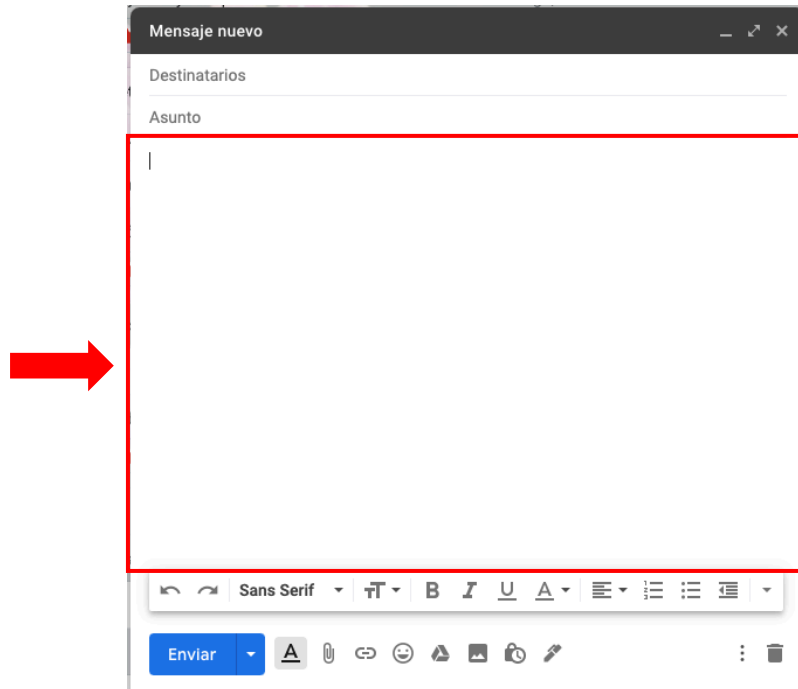 Mensaje nuevo
Destinatarios
Asunto
Sans Serif
Enviar